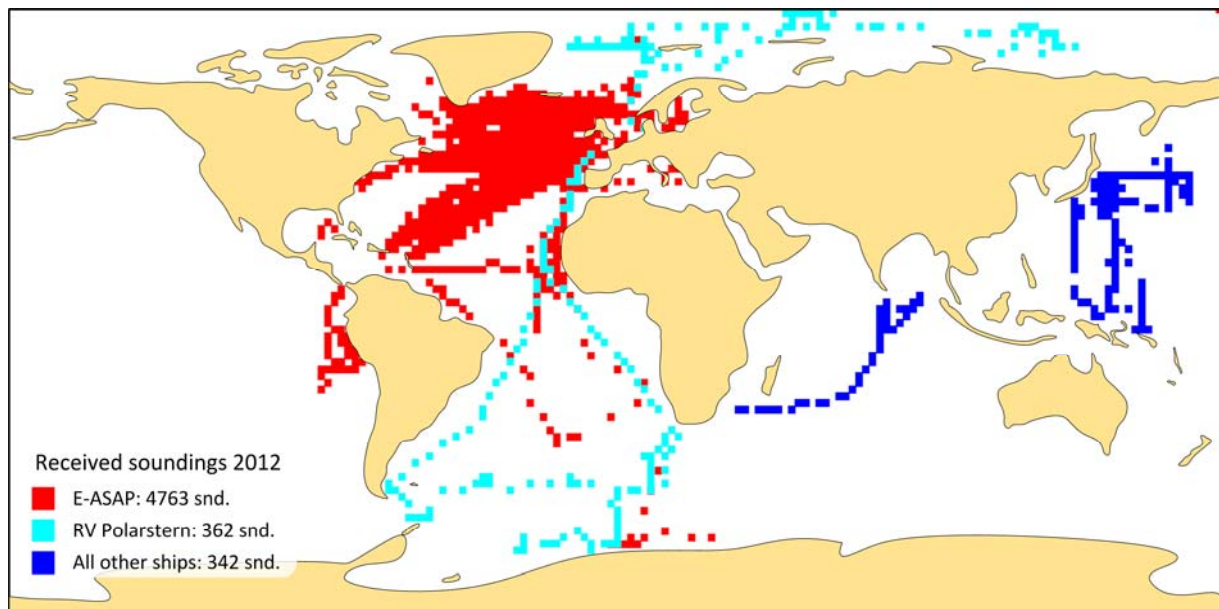 Received soundings 2012
E-ASAP: 4763 snd.
RV Polarstern: 362 snd.
All other ships: 342 snd.